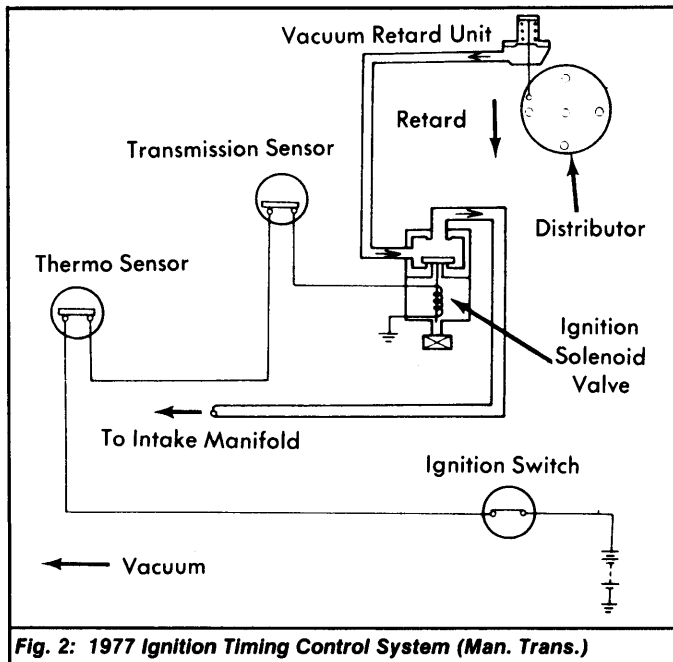 Vacuum Retard Unit
Retard
Transmission Sensor
Distributor
Thermo Sensor
Ignition
Solenoid
Valve
To Intake Manifold
Ignition Switch
Vacuum
Fig. 2: 1977 Ignition Timing Control System (Man. Trans.)